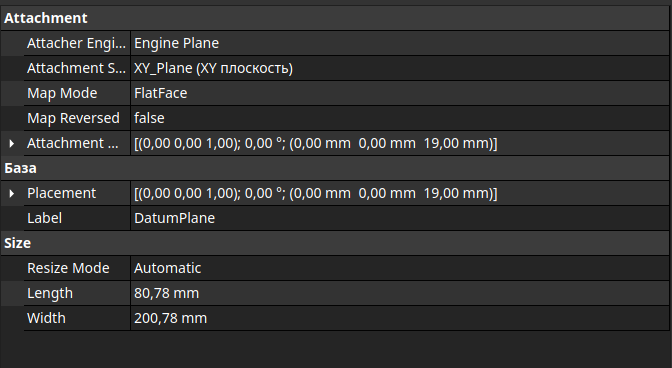 Attachment
Attacher Engi... Engine Plane
Attachment S... XY_Plane (XY плоскость)
Map Mode FlatFace
Map Reversed false
Attachment ... [(0,00 0,00 1,00); 0,00 °; (0,00 mm  0,00 mm  19,00 mm)]
База
Placement [(0,00 0,00 1,00); 0,00 °; (0,00 mm  0,00 mm  19,00 mm)]
Label DatumPlane
Size
Resize Mode Automatic
Length 80,78 mm
Width 200,78 mm